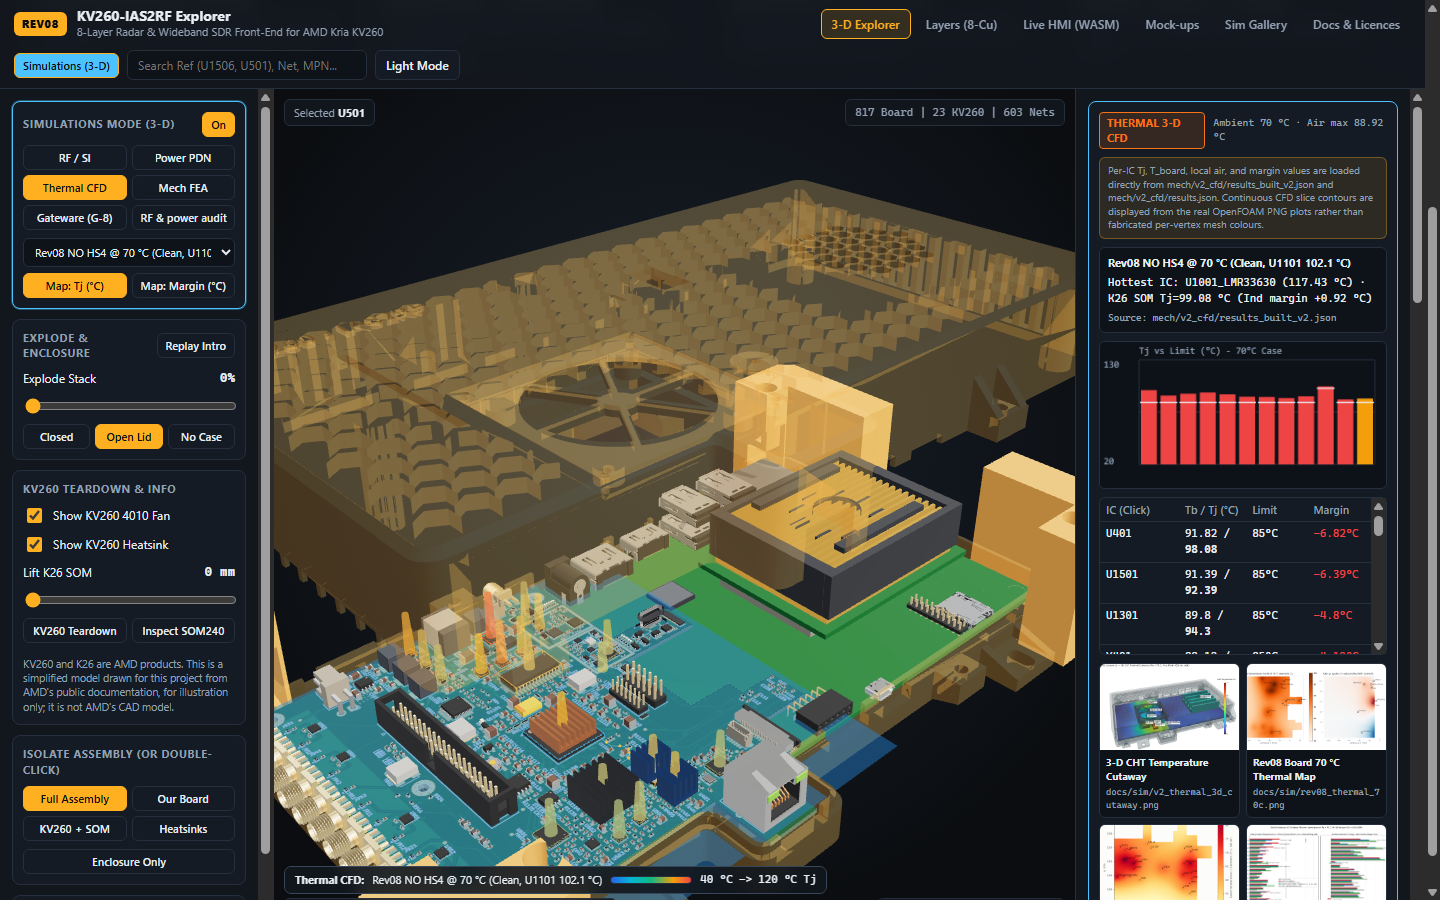 REV08
KV260-IAS2RF Explorer
8-Layer Radar & Wideband SDR Front-End for AMD Kria KV260
3-D Explorer
Layers (8-Cu)
Live HMI (WASM)
Mock-ups
Sim Gallery
Docs & Licences
Simulations (3-D)
Search Ref (U1506, U501), Net, MPN...
Light Mode
SIMULATIONS MODE (3-D)
On
RF / SI
Power PDN
Thermal CFD
Mech FEA
Gateware (G-8)
RF & power audit
Rev08 NO HS4 @ 70 °C (Clean, U110
Map: Tj (°C)
Map: Margin (°C)
EXPLODE &
ENCLOSURE
Replay Intro
Explode Stack
0%
Closed
Open Lid
No Case
KV260 TEARDOWN & INFO
Show KV260 4010 Fan
Show KV260 Heatsink
Lift K26 SOM
0 mm
KV260 Teardown
Inspect SOM240
KV260 and K26 are AMD products. This is a
simplified model drawn for this project from
AMD's public documentation, for illustration
only; it is not AMD's CAD model.
ISOLATE ASSEMBLY (OR DOUBLE-
CLICK)
Full Assembly
Our Board
KV260 + SOM
Heatsinks
Enclosure Only
Selected U501
817 Board | 23 KV260 | 603 Nets
Thermal CFD: Rev08 NO HS4 @ 70 °C (Clean, U1101 102.1 °C)
40 °C —> 120 °C Tj
THERMAL 3-D
CFD
Ambient 70 °C · Air max 88.92
°C
Per-IC Tj, T_board, local air, and margin values are loaded
directly from mech/v2_cfd/results_built_v2.json and
mech/v2_cfd/results.json. Continuous CFD slice contours are
displayed from the real OpenFOAM PNG plots rather than
fabricated per-vertex mesh colours.
Rev08 NO HS4 @ 70 °C (Clean, U1101 102.1 °C)
Hottest IC: U1001_LMR33630 (117.43 °C) ·
K26 SOM Tj=99.08 °C (Ind margin +0.92 °C)
Source: mech/v2_cfd/results_built_v2.json
Tj vs Limit (°C) - 70°C Case
130
20
IC (Click)
Tb / Tj (°C)
Limit
Margin
U401
91.82 /
98.08
85°C
−6.82°C
U1501
91.39 /
92.39
85°C
−6.39°C
U1301
89.8 /
94.3
85°C
−4.8°C
3-D CHT Temperature
Cutaway
docs/sim/v2_thermal_3d_c
utaway.png
Rev08 Board 70 °C
Thermal Map
docs/sim/rev08_thermal_7
0c.png